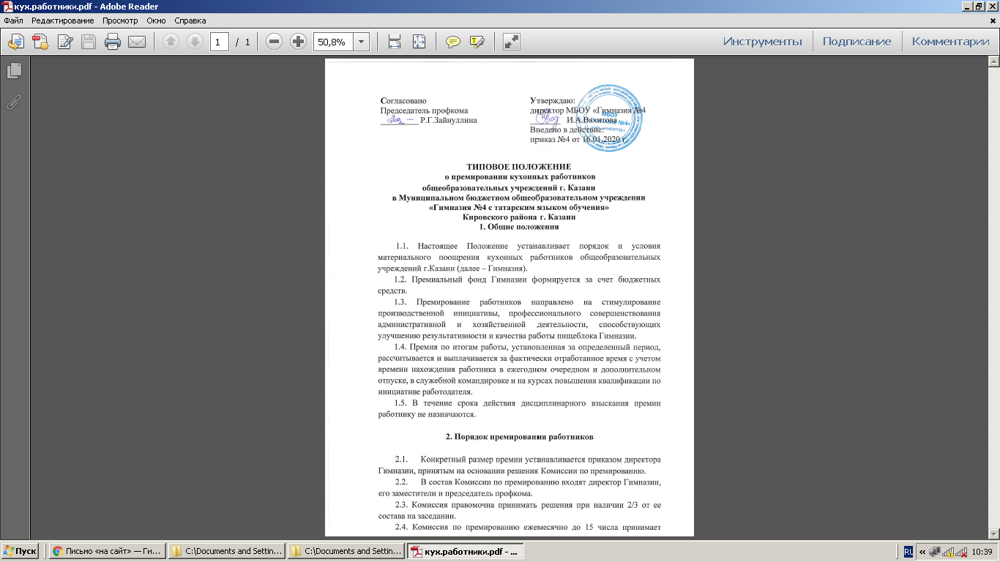 кух.работники.pdf - Adobe Reader
Файл Редактирование Просмотр Окно Справка
1 / 1 50,8% Инструменты Подписание Комментарии
Согласовано
Председатель профкома
Р.Г.Зайнуллина
Утверждаю:
директор МБОУ «Гимназия №4
И.А.Вахитова
Введено в действие:
приказ №4 от 16.01.2020 г.
МБОУ
№4»
ТИПОВОЕ ПОЛОЖЕНИЕ
о премировании кухонных работников
общеобразовательных учреждений г. Казани
в Муниципальном бюджетном общеобразовательном учреждении
«Гимназия №4 с татарским языком обучения»
Кировского района г. Казани
1. Общие положения
1.1. Настоящее Положение устанавливает порядок и условия
материального поощрения кухонных работников общеобразовательных
учреждений г.Казани (далее – Гимназия).
1.2. Премиальный фонд Гимназии формируется за счет бюджетных
средств.
1.3. Премирование работников направлено на стимулирование
производственной инициативы, профессионального совершенствования
административной и хозяйственной деятельности, способствующих
улучшению результативности и качества работы пищеблока Гимназии.
1.4. Премия по итогам работы, установленная за определенный период,
рассчитывается и выплачивается за фактически отработанное время с учетом
времени нахождения работника в ежегодном очередном и дополнительном
отпуске, в служебной командировке и на курсах повышения квалификации по
инициативе работодателя.
1.5. В течение срока действия дисциплинарного взыскания премии
работнику не назначаются.
2. Порядок премирования работников
2.1. Конкретный размер премии устанавливается приказом директора
Гимназии, принятым на основании решения Комиссии по премированию.
2.2. В состав Комиссии по премированию входят директор Гимназии,
его заместители и председатель профкома.
2.3. Комиссия правомочна принимать решения при наличии 2/3 от ее
состава на заседании.
2.4. Комиссия по премированию ежемесячно до 15 числа принимает
Пуск Письмо «на сайт» — Ги... C:\Documents and Settin... C:\Documents and Settin... кух.работники.pdf - ... RL « 10:39